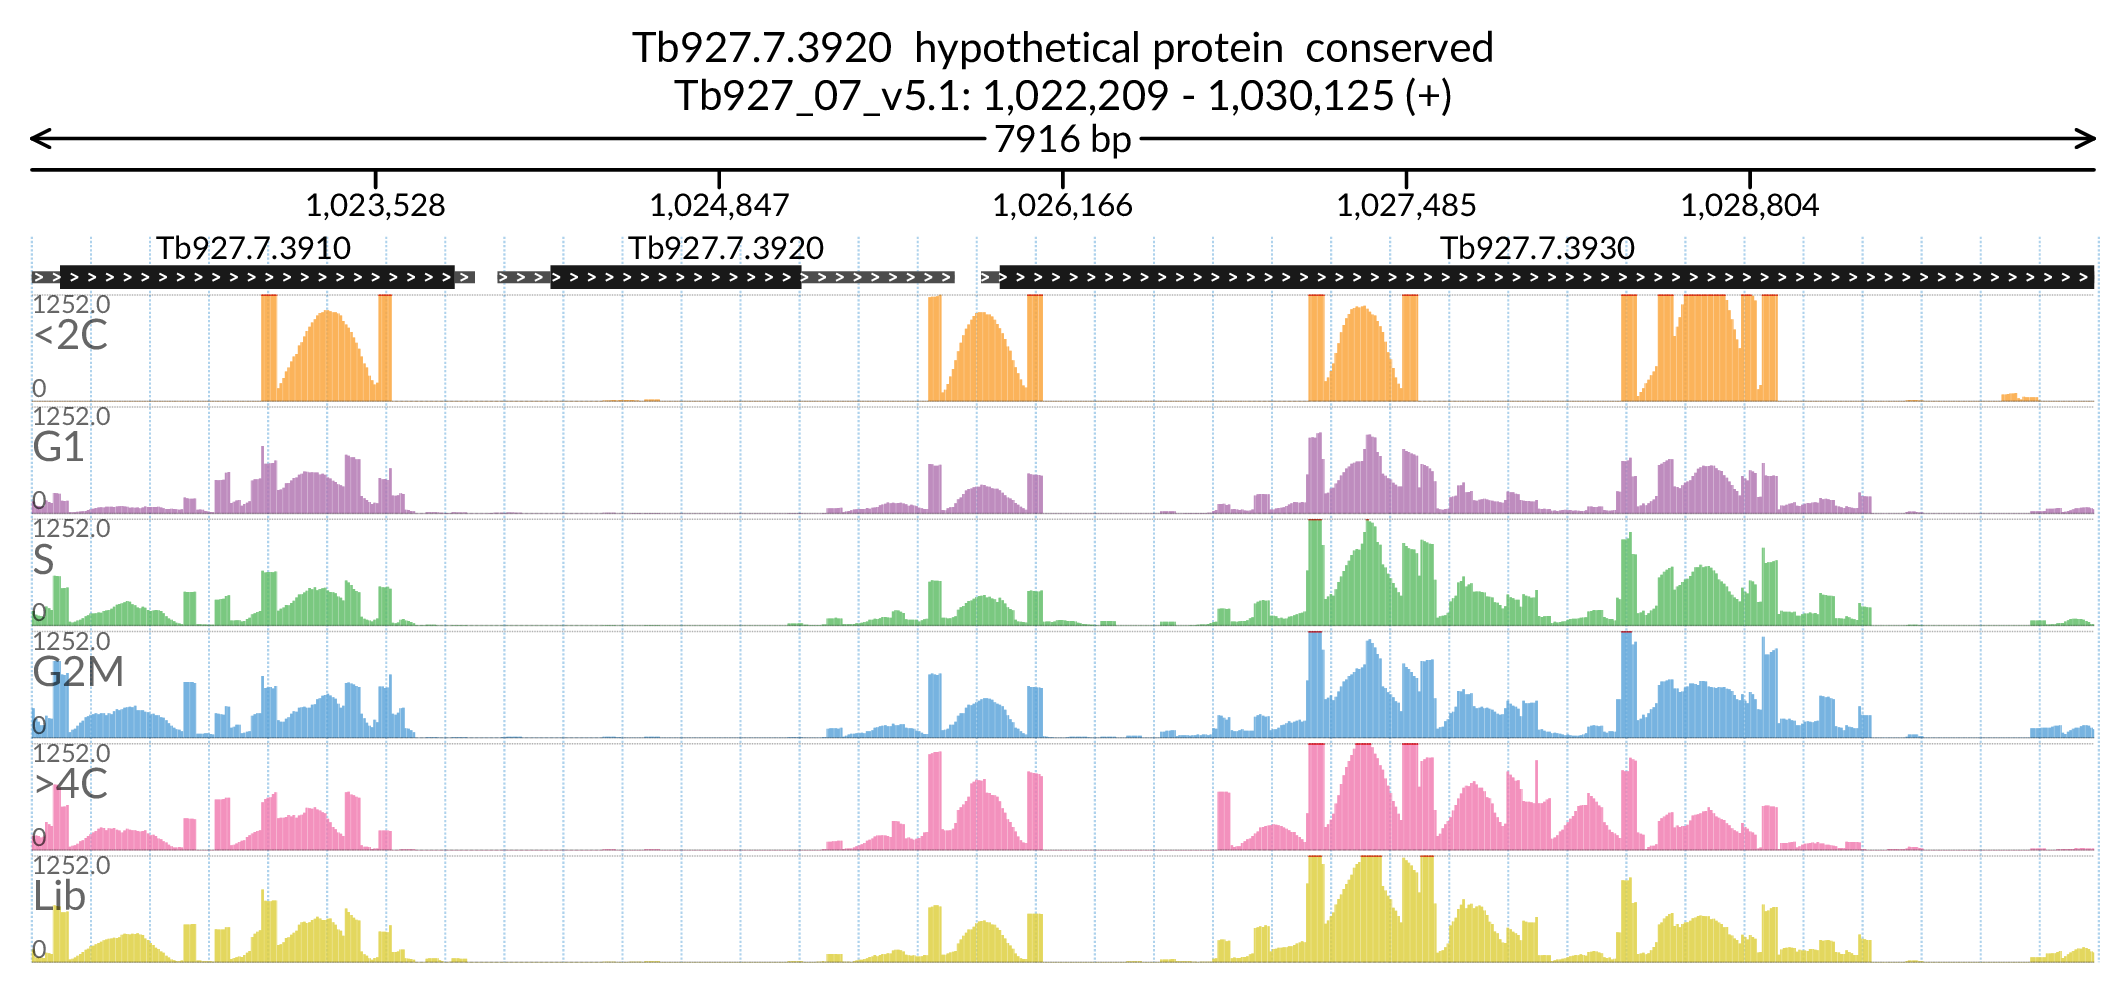 Tb927.7.3920  hypothetical protein  conserved
Tb927_07_v5.1: 1,022,209 - 1,030,125 (+)
7916 bp
1,023,528 1,024,847 1,026,166 1,027,485 1,028,804
Tb927.7.3910 Tb927.7.3920 Tb927.7.3930
1252.0
<2C
0
1252.0
G1
0
1252.0
S
0
1252.0
G2M
0
1252.0
>4C
0
1252.0
Lib
0